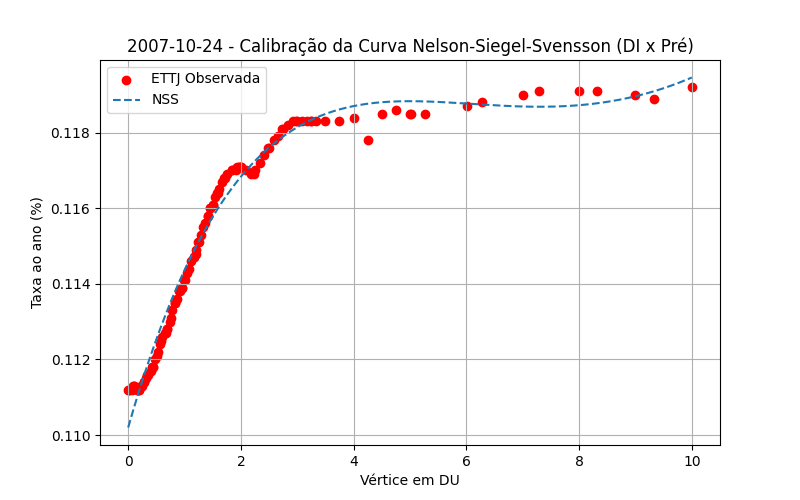 2007-10-24 - Calibração da Curva Nelson-Siegel-Svensson (DI x Pré)
ETTJ Observada
NSS
Taxa ao ano (%)
0.118
0.116
0.114
0.112
0.110
0 2 4 6 8 10
Vértice em DU